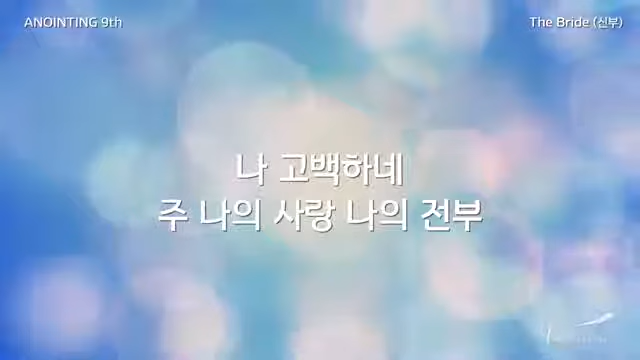 ANOINTING 9th
The Bride (신부)
나 고백하네
주 나의 사랑 나의 전부